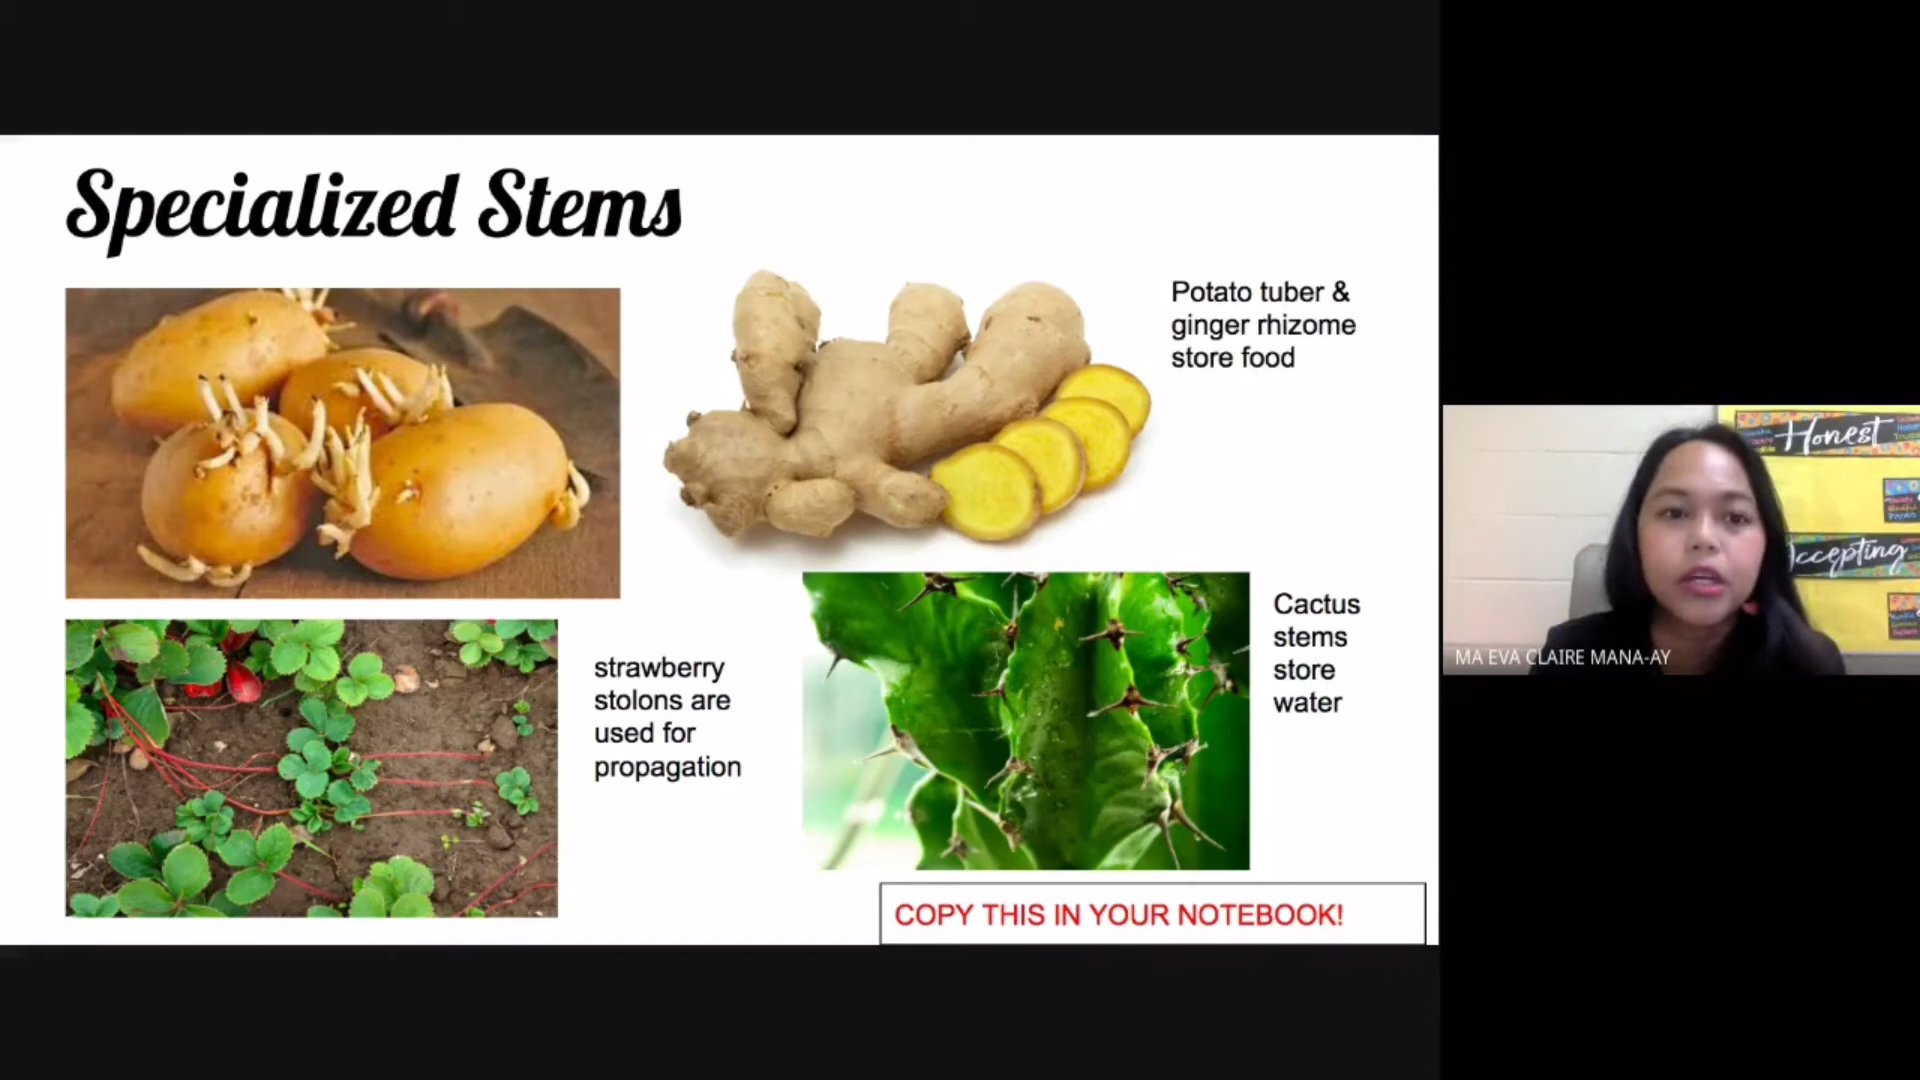 Specialized Stems
Potato tuber &
ginger rhizome
store food
strawberry
stolons are
used for
propagation
Cactus
stems
store
water
COPY THIS IN YOUR NOTEBOOK!
Honest
ccepting
MA EVA CLAIRE MANA-AY